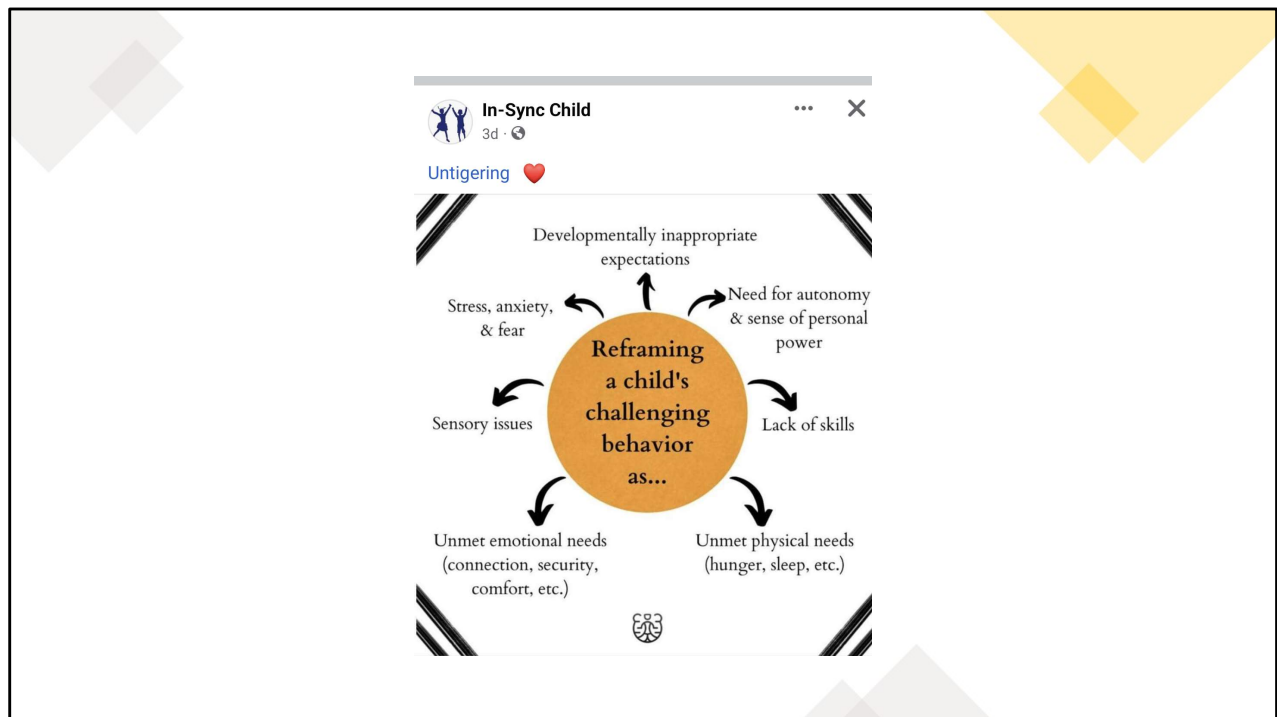 In-Sync Child
3d ·
Untigering ❤️
Developmentally inappropriate
expectations
Need for autonomy
& sense of personal
power
Stress, anxiety,
& fear
Reframing
a child's
challenging
behavior
as...
Sensory issues
Lack of skills
Unmet emotional needs
(connection, security,
comfort, etc.)
Unmet physical needs
(hunger, sleep, etc.)